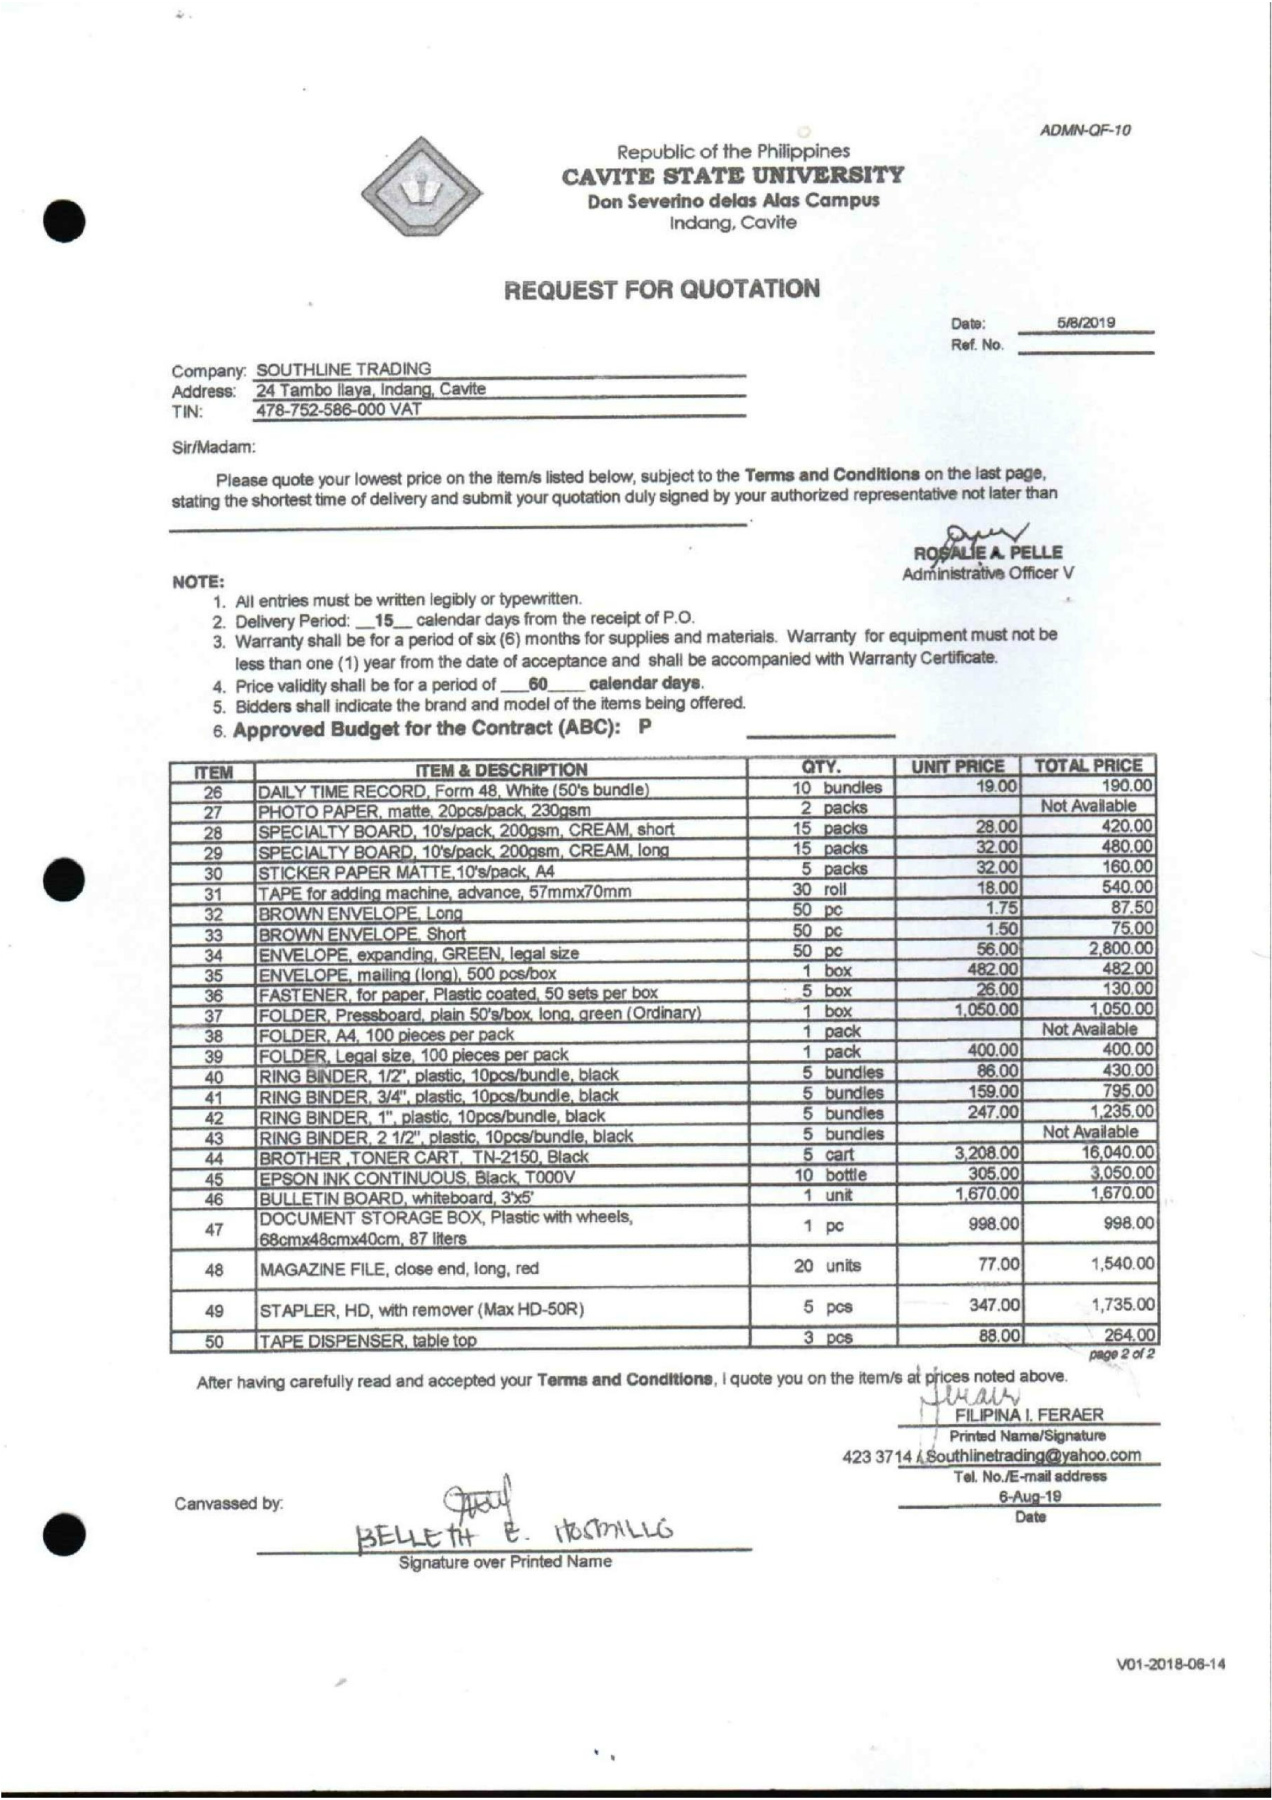 ADMN-QF-10
Republic of the Philippines
CAVITE STATE UNIVERSITY
Don Severino delas Alas Campus
Indang, Cavite
REQUEST FOR QUOTATION
Date: 5/8/2019
Ref. No.
Company: SOUTHLINE TRADING
Address: 24 Tambo Ilaya, Indang, Cavite
TIN: 478-752-586-000 VAT
Sir/Madam:
Please quote your lowest price on the item/s listed below, subject to the Terms and Conditions on the last page,
stating the shortest time of delivery and submit your quotation duly signed by your authorized representative not later than
ROSALIE A. PELLE
Administrative Officer V
NOTE:
1. All entries must be written legibly or typewritten.
2. Delivery Period: __15__ calendar days from the receipt of P.O.
3. Warranty shall be for a period of six (6) months for supplies and materials. Warranty for equipment must not be
less than one (1) year from the date of acceptance and shall be accompanied with Warranty Certificate.
4. Price validity shall be for a period of ___60____ calendar days.
5. Bidders shall indicate the brand and model of the items being offered.
6. Approved Budget for the Contract (ABC): P
ITEM ITEM & DESCRIPTION QTY. UNIT PRICE TOTAL PRICE
26 DAILY TIME RECORD, Form 48, White (50's bundle) 10 bundles 19.00 190.00
27 PHOTO PAPER, matte, 20pcs/pack, 230gsm 2 packs Not Available
28 SPECIALTY BOARD, 10's/pack, 200gsm, CREAM, short 15 packs 28.00 420.00
29 SPECIALTY BOARD, 10's/pack, 200gsm, CREAM, long 15 packs 32.00 480.00
30 STICKER PAPER MATTE,10's/pack, A4 5 packs 32.00 160.00
31 TAPE for adding machine, advance, 57mmx70mm 30 roll 18.00 540.00
32 BROWN ENVELOPE, Long 50 pc 1.75 87.50
33 BROWN ENVELOPE, Short 50 pc 1.50 75.00
34 ENVELOPE, expanding, GREEN, legal size 50 pc 56.00 2,800.00
35 ENVELOPE, mailing (long), 500 pcs/box 1 box 482.00 482.00
36 FASTENER, for paper, Plastic coated, 50 sets per box 5 box 26.00 130.00
37 FOLDER, Pressboard, plain 50's/box, long, green (Ordinary) 1 box 1,050.00 1,050.00
38 FOLDER, A4, 100 pieces per pack 1 pack Not Available
39 FOLDER, Legal size, 100 pieces per pack 1 pack 400.00 400.00
40 RING BINDER, 1/2", plastic, 10pcs/bundle, black 5 bundles 86.00 430.00
41 RING BINDER, 3/4", plastic, 10pcs/bundle, black 5 bundles 159.00 795.00
42 RING BINDER, 1", plastic, 10pcs/bundle, black 5 bundles 247.00 1,235.00
43 RING BINDER, 2 1/2", plastic, 10pcs/bundle, black 5 bundles Not Available
44 BROTHER ,TONER CART, TN-2150, Black 5 cart 3,208.00 16,040.00
45 EPSON INK CONTINUOUS, Black, T000V 10 bottle 305.00 3,050.00
46 BULLETIN BOARD, whiteboard, 3'x5' 1 unit 1,670.00 1,670.00
47 DOCUMENT STORAGE BOX, Plastic with wheels,
68cmx48cmx40cm, 87 liters 1 pc 998.00 998.00
48 MAGAZINE FILE, close end, long, red 20 units 77.00 1,540.00
49 STAPLER, HD, with remover (Max HD-50R) 5 pcs 347.00 1,735.00
50 TAPE DISPENSER, table top 3 pcs 88.00 264.00
page 2 of 2
After having carefully read and accepted your Terms and Conditions, I quote you on the item/s at prices noted above.
FILIPINA I. FERAER
Printed Name/Signature
423 3714 / Southlinetrading@yahoo.com
Tel. No./E-mail address
6-Aug-19
Date
Canvassed by:
BELLETH E. HOSMILLO
Signature over Printed Name
V01-2018-06-14